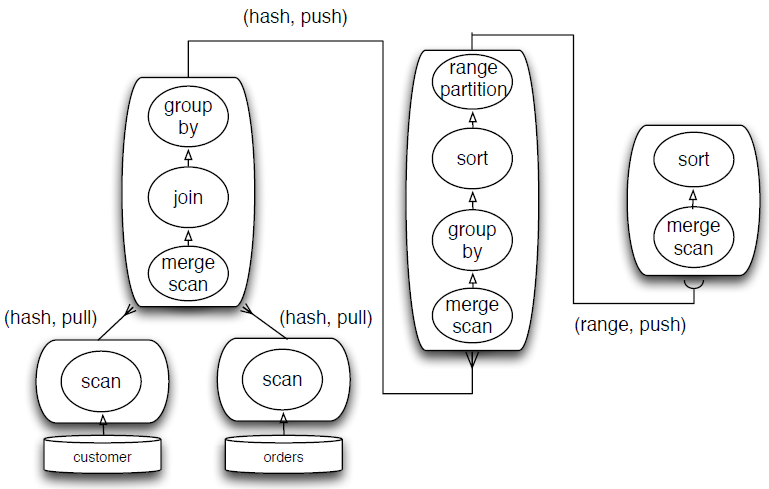 (hash, push)
group
by
join
merge
scan
(hash, pull)
(hash, pull)
scan
scan
customer
orders
range
partition
sort
group
by
merge
scan
(range, push)
sort
merge
scan